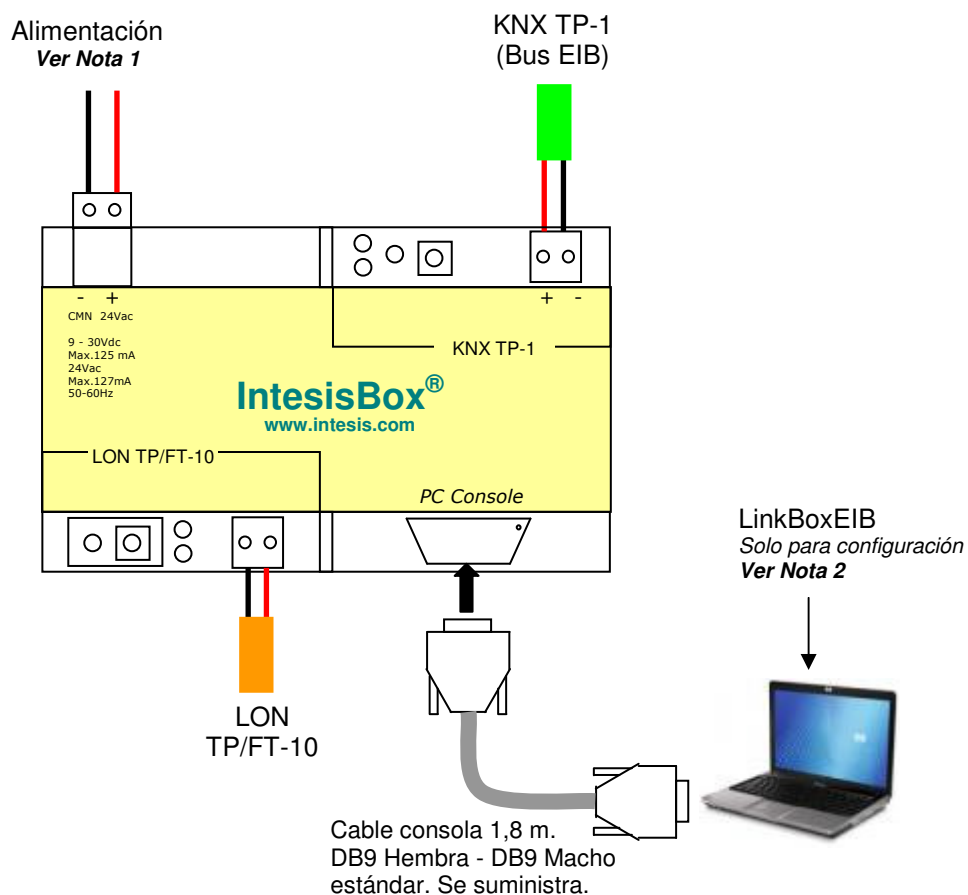 Alimentación
Ver Nota 1
KNX TP-1
(Bus EIB)
- +
CMN 24Vac
9 - 30Vdc
Max.125 mA
24Vac
Max.127mA
50-60Hz
+ -
KNX TP-1
IntesisBox®
www.intesis.com
LON TP/FT-10
PC Console
LinkBoxEIB
Solo para configuración
Ver Nota 2
LON
TP/FT-10
Cable consola 1,8 m.
DB9 Hembra - DB9 Macho
estándar. Se suministra.